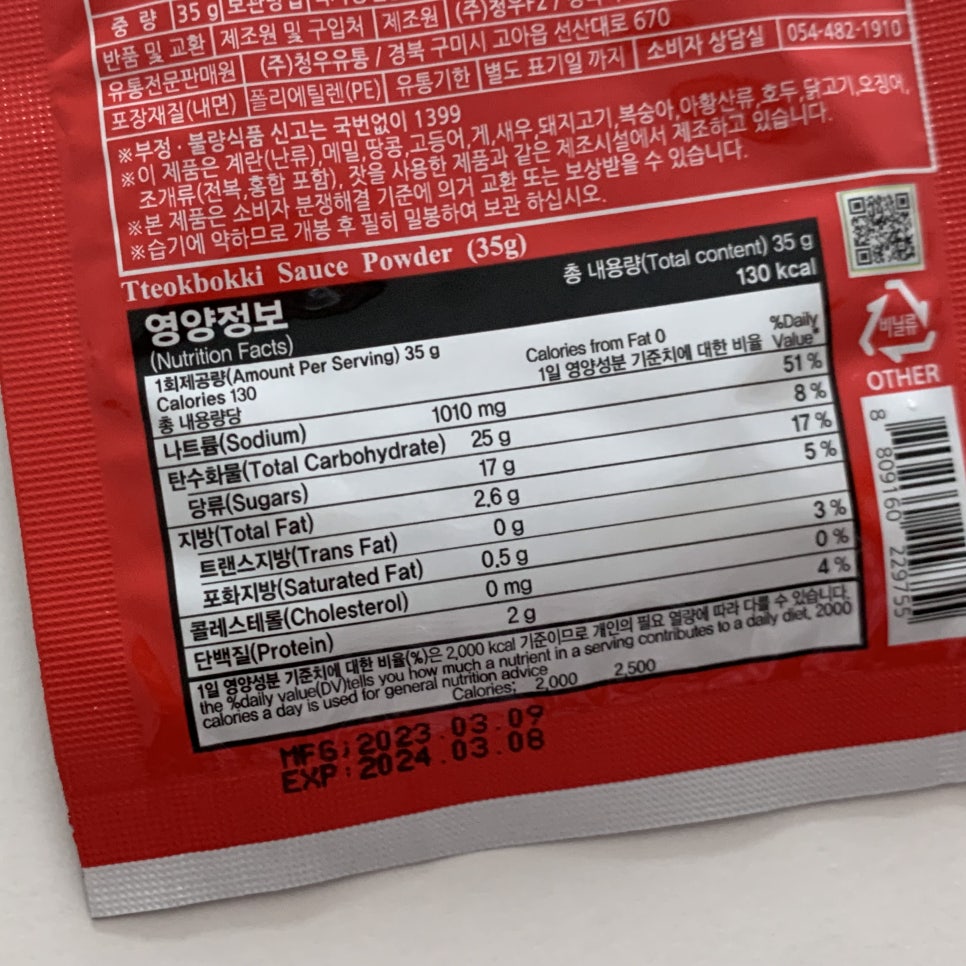 중 량 35 g
반품 및 교환 제조원 및 구입처 제조원
유통전문판매원 (주)청우유통 / 경북 구미시 고아읍 선산대로 670
포장재질(내면) 폴리에틸렌(PE) 유통기한 별도 표기일 까지 소비자 상담실 054-482-1910
※부정·불량식품 신고는 국번없이 1399
※이 제품은 계란(난류),메밀,땅콩,고등어,게,새우,돼지고기,복숭아,아황산류,호두,닭고기,오징어,
조개류(전복,홍합 포함),잣을 사용한 제품과 같은 제조시설에서 제조하고 있습니다.
※본 제품은 소비자 분쟁해결 기준에 의거 교환 또는 보상받을 수 있습니다.
※습기에 약하므로 개봉 후 필히 밀봉하여 보관 하십시오.
Tteokbokki Sauce Powder (35g)
영양정보
(Nutrition Facts)
총 내용량(Total content) 35 g
130 kcal
1회제공량(Amount Per Serving) 35 g
Calories 130 Calories from Fat 0 %Daily
총 내용량당 1일 영양성분 기준치에 대한 비율 Value
나트륨(Sodium) 1010 mg 51 %
탄수화물(Total Carbohydrate) 25 g 8 %
당류(Sugars) 17 g 17 %
지방(Total Fat) 2.6 g 5 %
트랜스지방(Trans Fat) 0 g
포화지방(Saturated Fat) 0.5 g 3 %
콜레스테롤(Cholesterol) 0 mg 0 %
단백질(Protein) 2 g 4 %
1일 영양성분 기준치에 대한 비율(%)은 2,000 kcal 기준이므로 개인의 필요 열량에 따라 다를 수 있습니다.
the %daily value(DV)tells you how much a nutrient in a serving contributes to a daily diet, 2000
calories a day is used for general nutrition advice
Calories; 2,000 2,500
MFG:2023.03.09
EXP:2024.03.08
비닐류
OTHER
8 809160 229755